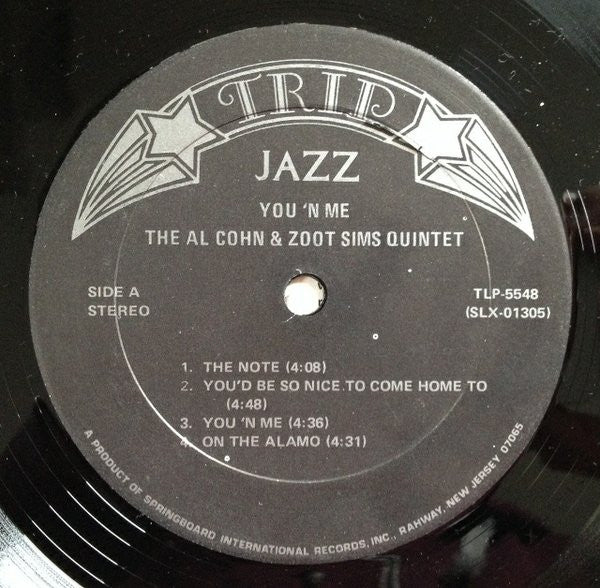 TRIP
JAZZ
YOU 'N ME
THE AL COHN & ZOOT SIMS QUINTET
SIDE A
STEREO
TLP-5548
(SLX-01305)
1. THE NOTE (4:08)
2. YOU'D BE SO NICE TO COME HOME TO
(4:48)
3. YOU 'N ME (4:36)
4. ON THE ALAMO (4:31)
A PRODUCT OF SPRINGBOARD INTERNATIONAL RECORDS, INC., RAHWAY, NEW JERSEY 07065